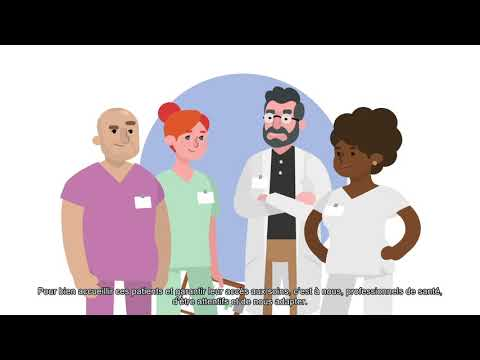 Pour bien accueillir ces patients et garantir leur accès aux soins, c'est à nous, professionnels de santé,
d'être attentifs et de nous adapter.